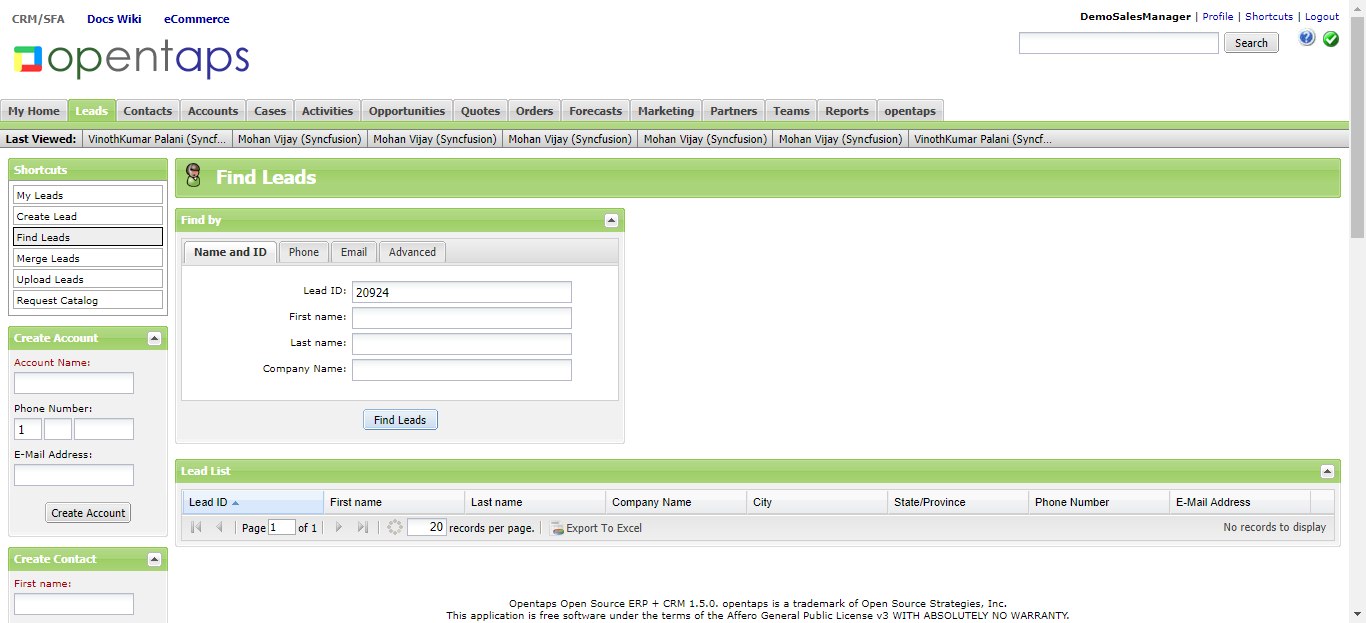 CRM/SFA Docs Wiki eCommerce
DemoSalesManager | Profile | Shortcuts | Logout
opentaps
Search
My Home Leads Contacts Accounts Cases Activities Opportunities Quotes Orders Forecasts Marketing Partners Teams Reports opentaps
Last Viewed: VinothKumar Palani (Syncf... Mohan Vijay (Syncfusion) Mohan Vijay (Syncfusion) Mohan Vijay (Syncfusion) Mohan Vijay (Syncfusion) Mohan Vijay (Syncfusion) VinothKumar Palani (Syncf...
Shortcuts
My Leads
Create Lead
Find Leads
Merge Leads
Upload Leads
Request Catalog
Create Account
Account Name:
Phone Number:
1
E-Mail Address:
Create Account
Create Contact
First name:
Find Leads
Find by
Name and ID Phone Email Advanced
Lead ID: 20924
First name:
Last name:
Company Name:
Find Leads
Lead List
Lead ID First name Last name Company Name City State/Province Phone Number E-Mail Address
Page 1 of 1 20 records per page. Export To Excel No records to display
Opentaps Open Source ERP + CRM 1.5.0. opentaps is a trademark of Open Source Strategies, Inc.
This application is free software under the terms of the Affero General Public License v3 WITH ABSOLUTELY NO WARRANTY.